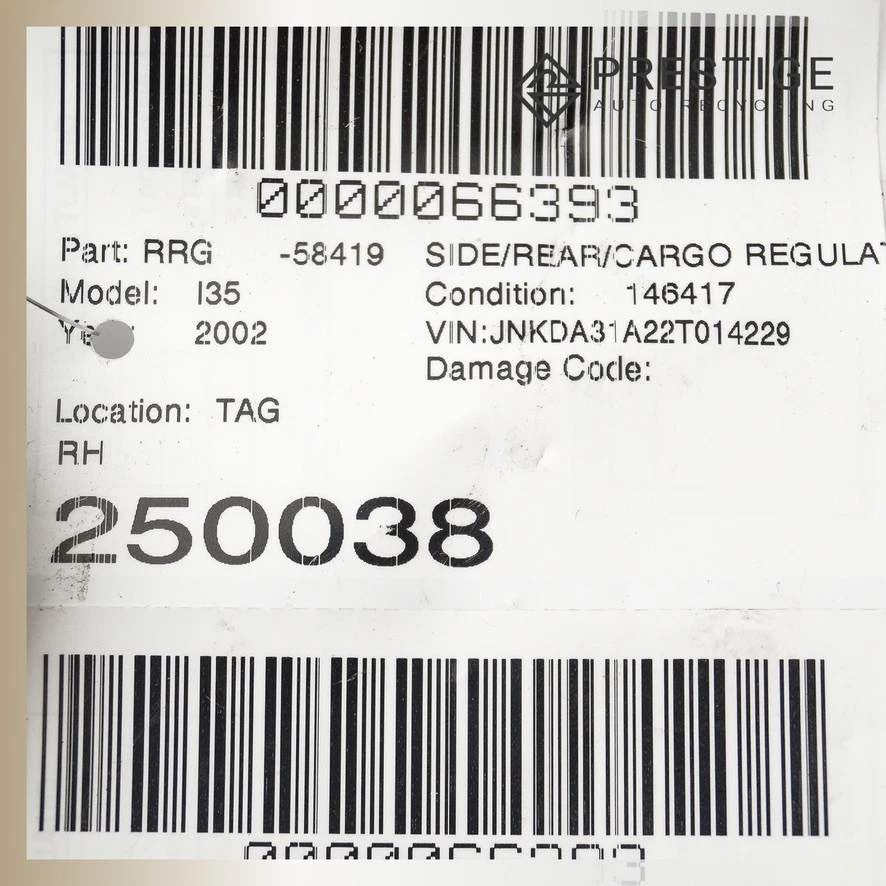 PRESTIGE
AUTO RECYCLING
0000066393
Part: RRG -58419 SIDE/REAR/CARGO REGULAT
Model: I35 Condition: 146417
2002 VIN:JNKDA31A22T014229
Damage Code:
Location: TAG
RH
250038
0000066393